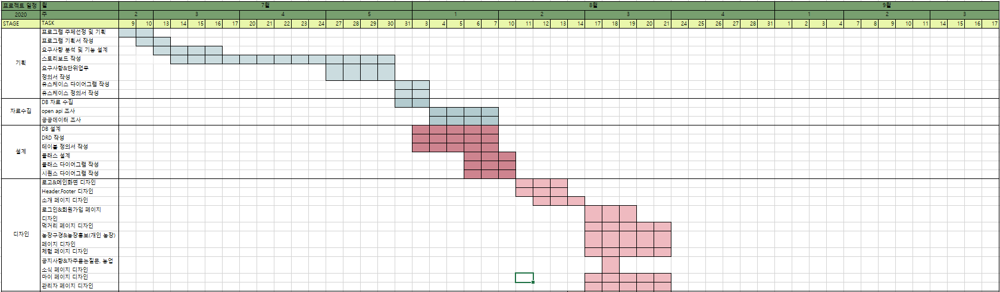 프로젝트 일정 월 7월 8월 9월
2020 주 2 3 4 5 1 2 3 4 1 2 3
STAGE TASK 9 10 13 14 15 16 17 20 21 22 23 24 27 28 29 30 31 3 4 5 6 7 10 11 12 13 14 17 18 19 20 21 24 25 26 27 28 31 1 2 3 4 7 8 9 10 11 14 15 16 17
기획
프로그램 주제선정 및 기획
프로그램 기획서 작성
요구사항 분석 및 기능 설계
스토리보드 작성
요구사항&단위업무
정의서 작성
유스케이스 다이어그램 작성
유스케이스 정의서 작성
자료수집
DB 자료 수집
open api 조사
공공데이터 조사
설계
DB 설계
DRD 작성
테이블 정의서 작성
클래스 설계
클래스 다이어그램 작성
시퀀스 다이어그램 작성
디자인
로고&메인화면 디자인
Header,Footer 디자인
소개 페이지 디자인
로그인&회원가입 페이지
디자인
먹거리 페이지 디자인
농장구경&농장홍보(개인 농장)
페이지 디자인
체험 페이지 디자인
공지사항&자주묻는질문, 농업
소식 페이지 디자인
마이 페이지 디자인
관리자 페이지 디자인